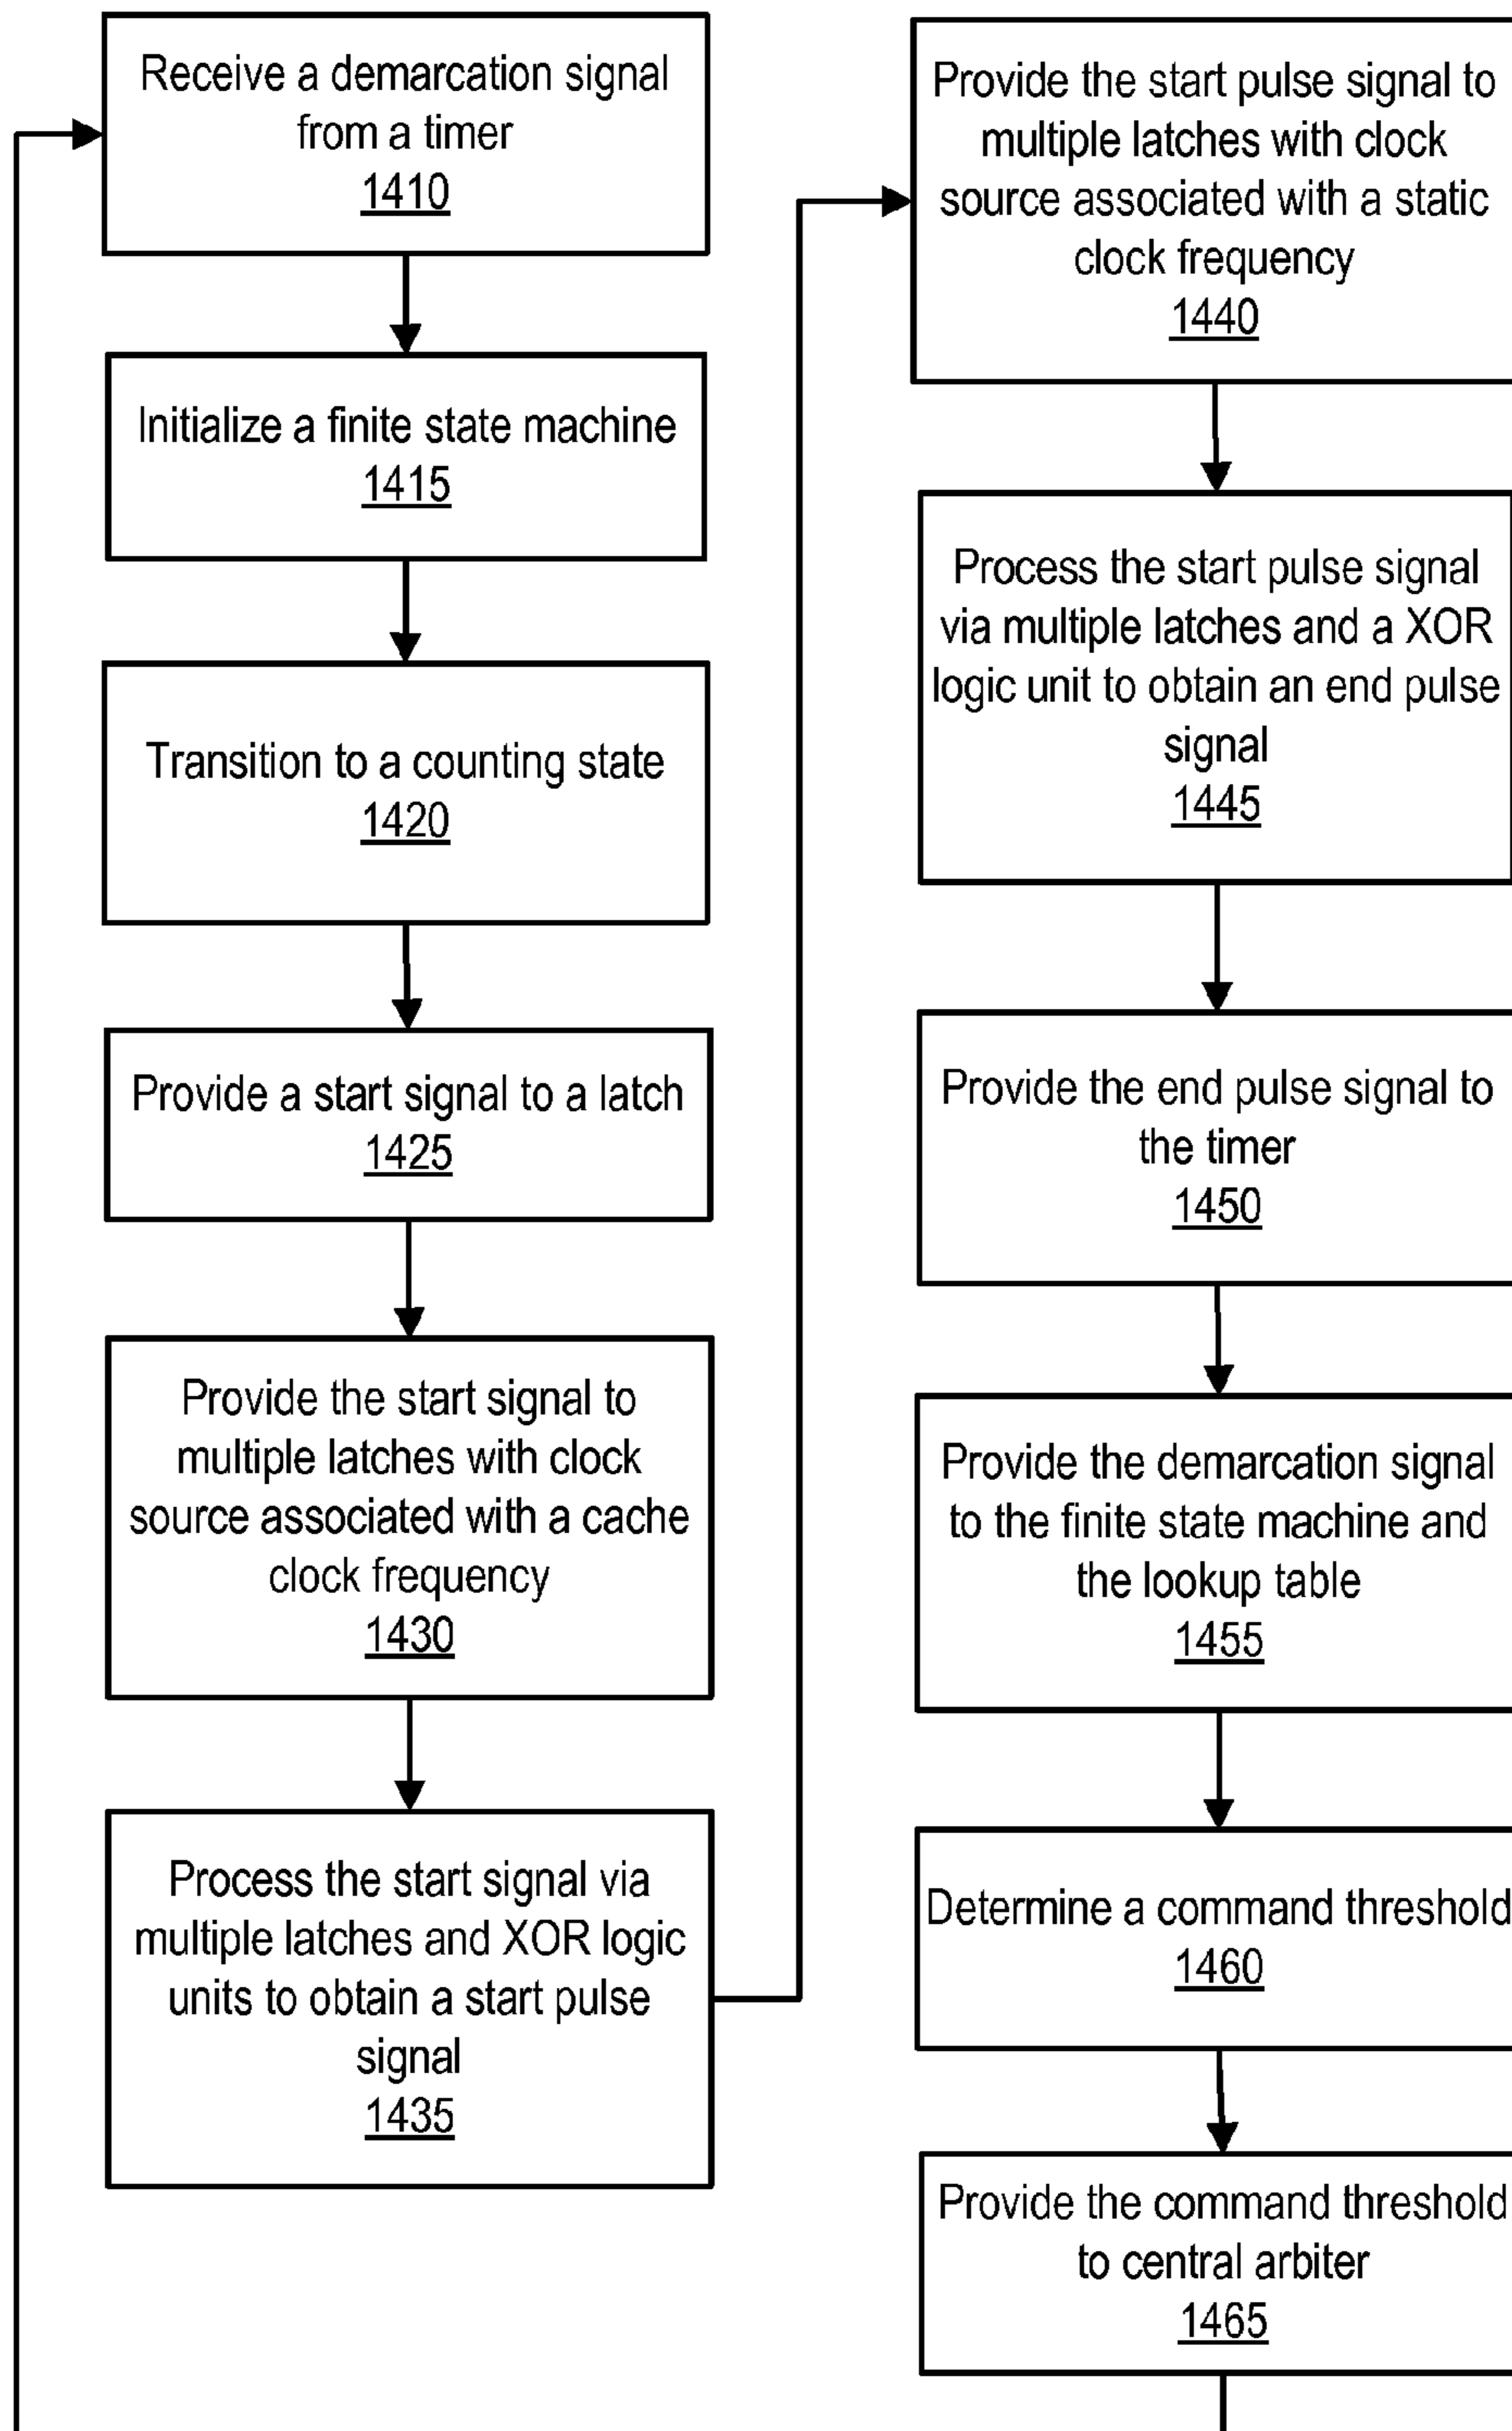 Receive a demarcation signal
from a timer
1410
Initialize a finite state machine
1415
Transition to a counting state
1420
Provide a start signal to a latch
1425
Provide the start signal to
multiple latches with clock
source associated with a cache
clock frequency
1430
Process the start signal via
multiple latches and XOR logic
units to obtain a start pulse
signal
1435
Provide the start pulse signal to
multiple latches with clock
source associated with a static
clock frequency
1440
Process the start pulse signal
via multiple latches and a XOR
logic unit to obtain an end pulse
signal
1445
Provide the end pulse signal to
the timer
1450
Provide the demarcation signal
to the finite state machine and
the lookup table
1455
Determine a command threshold
1460
Provide the command threshold
to central arbiter
1465